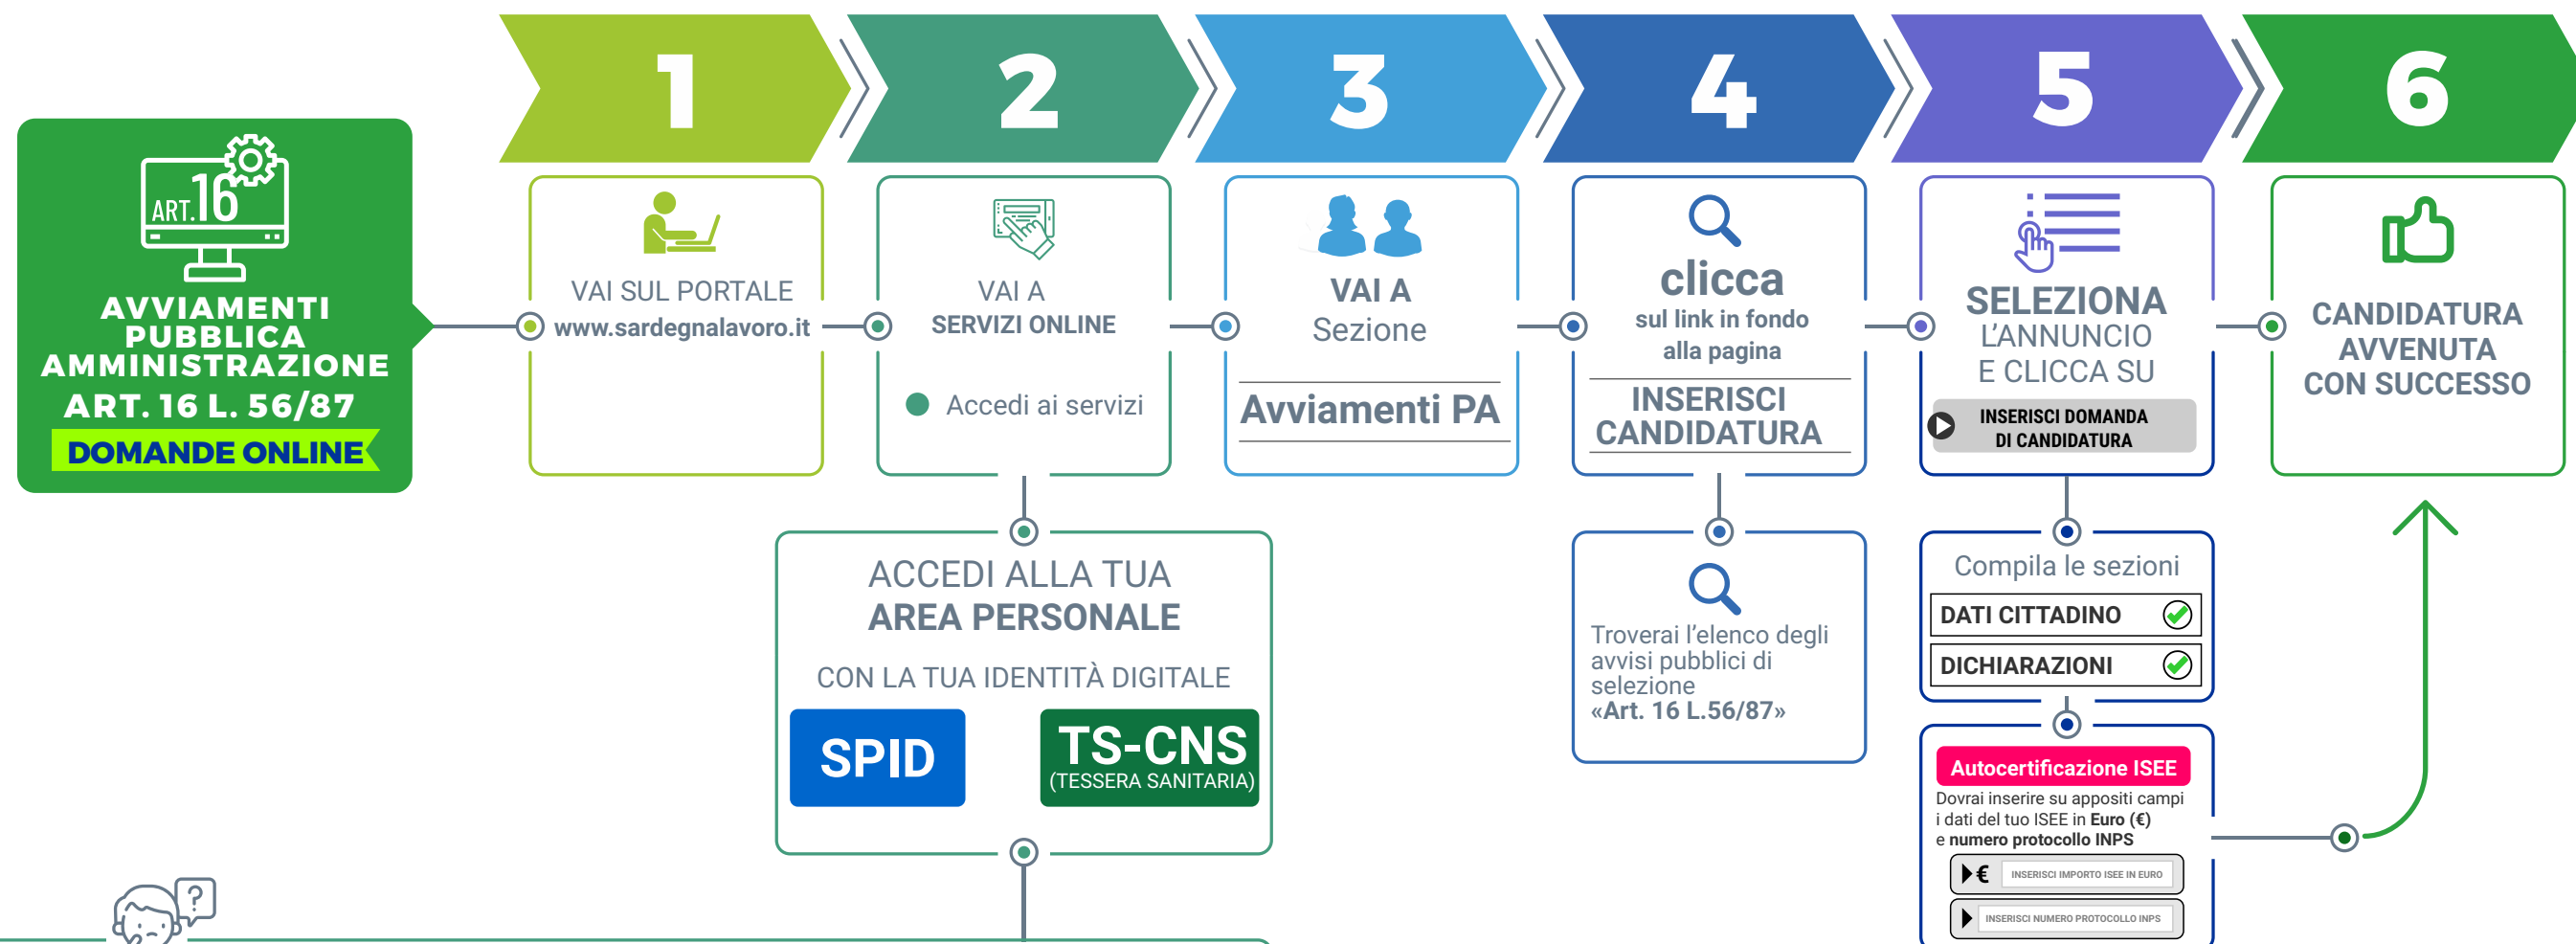 1
2
3
4
5
6
ART.16
AVVIAMENTI
PUBBLICA
AMMINISTRAZIONE
ART. 16 L. 56/87
DOMANDE ONLINE
VAI SUL PORTALE
www.sardegnalavoro.it
VAI A
SERVIZI ONLINE
Accedi ai servizi
ACCEDI ALLA TUA
AREA PERSONALE
CON LA TUA IDENTITÀ DIGITALE
SPID
TS-CNS
(TESSERA SANITARIA)
VAI A
Sezione
Avviamenti PA
clicca
sul link in fondo
alla pagina
INSERISCI
CANDIDATURA
Troverai l'elenco degli
avvisi pubblici di
selezione
«Art. 16 L.56/87»
SELEZIONA
L'ANNUNCIO
E CLICCA SU
INSERISCI DOMANDA
DI CANDIDATURA
Compila le sezioni
DATI CITTADINO
DICHIARAZIONI
Autocertificazione ISEE
Dovrai inserire su appositi campi
i dati del tuo ISEE in Euro (€)
e numero protocollo INPS
€ INSERISCI IMPORTO ISEE IN EURO
INSERISCI NUMERO PROTOCOLLO INPS
CANDIDATURA
AVVENUTA
CON SUCCESSO
?